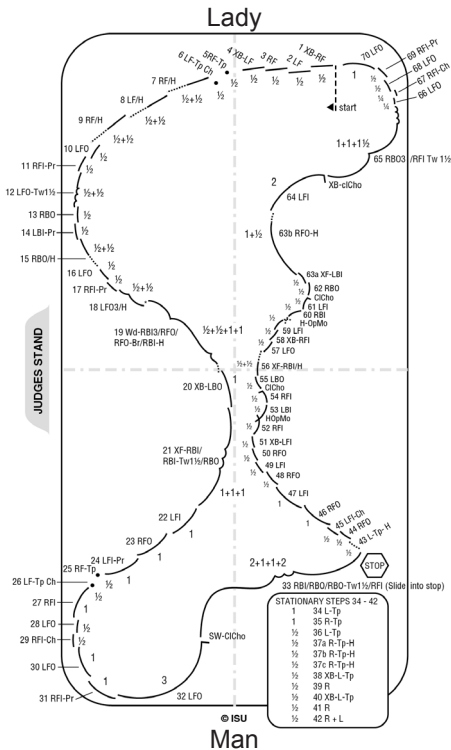 Lady
1 XB-RF
2 LF
3 RF
4 XB-LF
5RF-Tp
6 LF-Tp Ch
7 RF/H
8 LF/H
9 RF/H
10 LFO
11 RFI-Pr
12 LFO-Tw1½
13 RBO
14 LBI-Pr
15 RBO/H
16 LFO
17 RFI-Pr
18 LFO3/H
19 Wd-RBI3/RFO/
RFO-Br/RBI-H
20 XB-LBO
21 XF-RBI/
RBI-Tw1½/RBO
22 LFI
23 RFO
24 LFI-Pr
25 RF-Tp
26 LF-Tp Ch
27 RFI
28 LFO
29 RFI-Ch
30 LFO
31 RFI-Pr
32 LFO
SW-ClCho
33 RBI/RBO/RBO-Tw1½/RFI (Slide into stop)
STOP
STATIONARY STEPS 34 - 42
1 34 L-Tp
1 35 R-Tp
½ 36 L-Tp
½ 37a R-Tp-H
½ 37b R-Tp-H
½ 37c R-Tp-H
½ 38 XB-L-Tp
½ 39 R
½ 40 XB-L-Tp
½ 41 R
½ 42 R + L
43 L-Tp- H
44 RFO
45 LFI-Ch
46 RFO
47 LFI
48 RFO
49 LFI
50 RFO
51 XB-LFI
52 RFI
HOpMo
53 LBI
54 RFI
ClCho
55 LBO
56 XF-RBI/H
57 LFO
58 XB-RFI
59 LFI
H-OpMo
60 RBI
61 LFI
ClCho
62 RBO
63a XF-LBI
63b RFO-H
64 LFI
XB-clCho
65 RBO3 /RFI Tw 1½
66 LFO
67 RFI-Ch
68 LFO
69 RFI-Pr
70 LFO
start
1+1+1½
2
1+½
½+½+1+1
1+1+1
2+1+1+2
3
JUDGES STAND
© ISU
Man